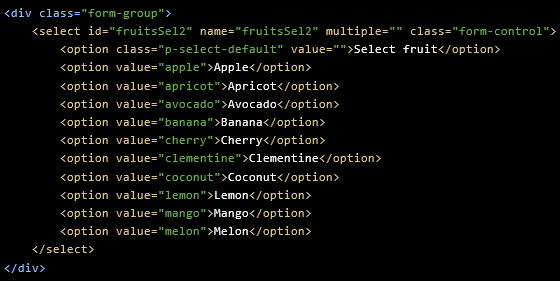 <div class="form-group">
    <select id="fruitsSel2" name="fruitsSel2" multiple="" class="form-control">
        <option class="p-select-default" value="">Select fruit</option>
        <option value="apple">Apple</option>
        <option value="apricot">Apricot</option>
        <option value="avocado">Avocado</option>
        <option value="banana">Banana</option>
        <option value="cherry">Cherry</option>
        <option value="clementine">Clementine</option>
        <option value="coconut">Coconut</option>
        <option value="lemon">Lemon</option>
        <option value="mango">Mango</option>
        <option value="melon">Melon</option>
    </select>
</div>